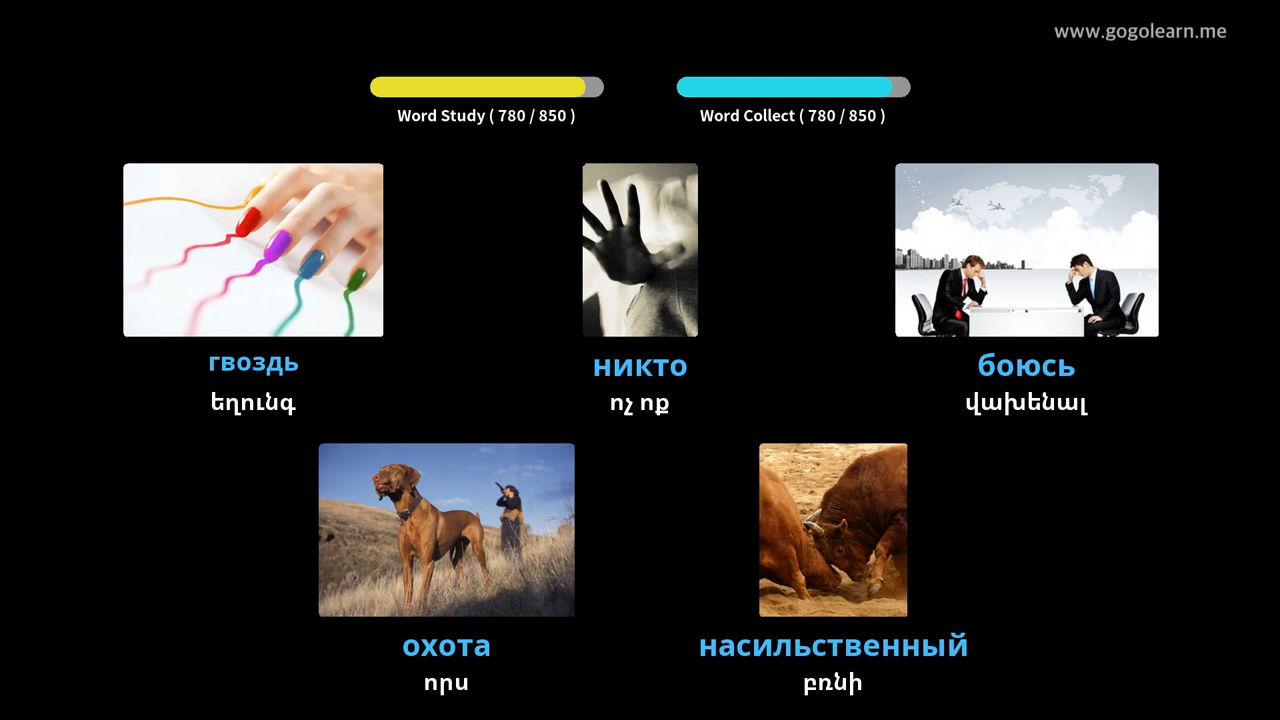 www.gogolearn.me
Word Study ( 780 / 850 )
Word Collect ( 780 / 850 )
гвоздь
եղունգ
никто
ոչ ոք
боюсь
վախենալ
охота
որս
насильственный
բռնի